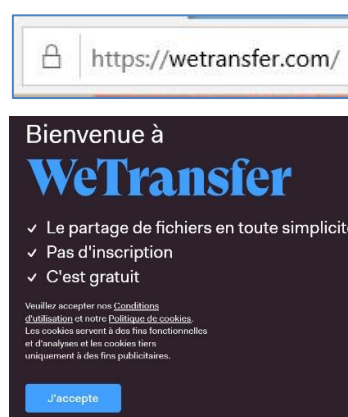 https://wetransfer.com/
Bienvenue à
WeTransfer
✓ Le partage de fichiers en toute simplicité
✓ Pas d'inscription
✓ C'est gratuit
Veuillez accepter nos Conditions
d'utilisation et notre Politique de cookies.
Les cookies servent à des fins fonctionnelles
et d'analyses et les cookies tiers
uniquement à des fins publicitaires.
J'accepte